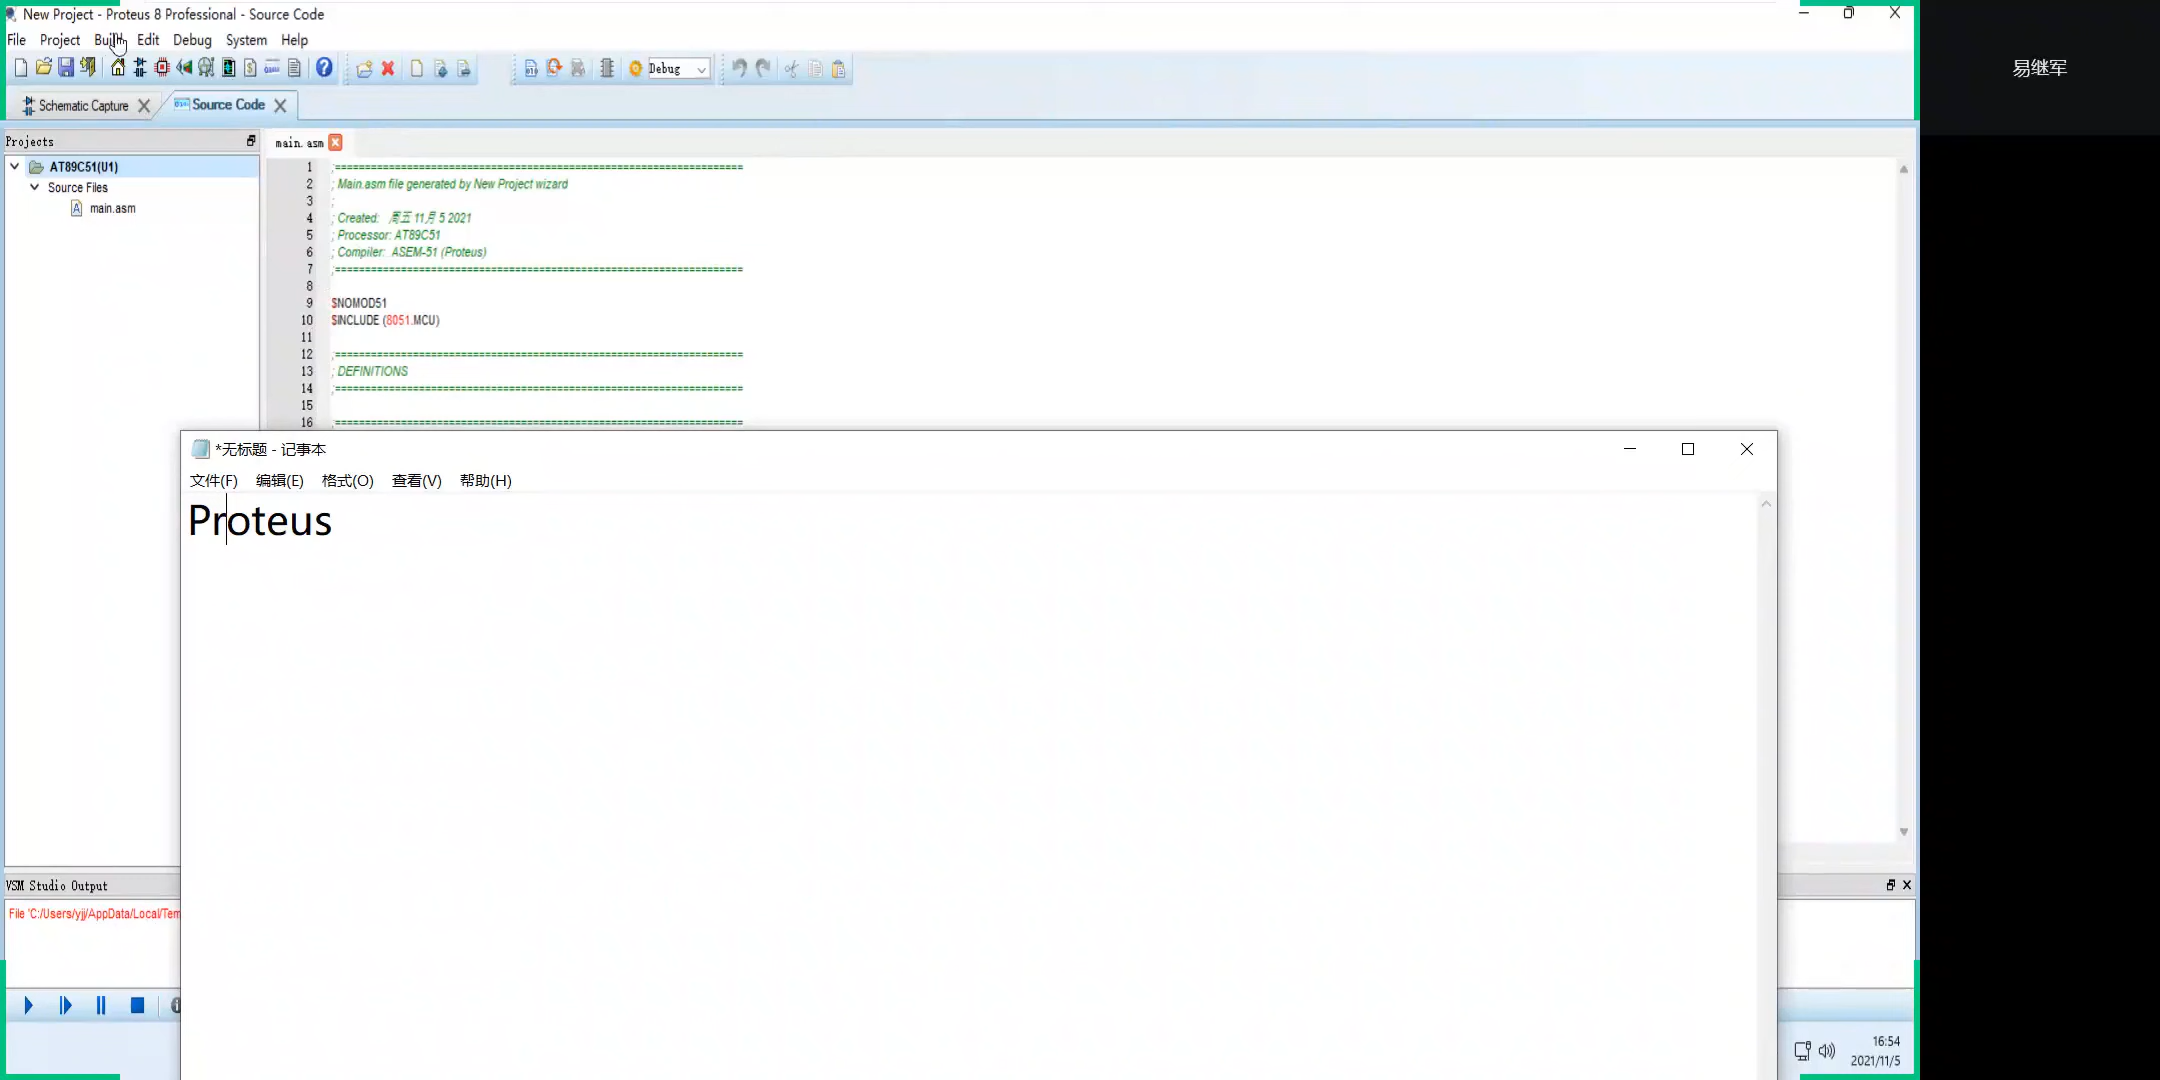 New Project - Proteus 8 Professional - Source Code
File Project Build Edit Debug System Help
Debug
Schematic Capture
Source Code
易继军
Projects
main.asm
AT89C51(U1)
Source Files
main.asm
1 ;====================================================================
2 ; Main.asm file generated by New Project wizard
3 ;
4 ; Created: 周五 11月 5 2021
5 ; Processor: AT89C51
6 ; Compiler: ASEM-51 (Proteus)
7 ;====================================================================
8
9 $NOMOD51
10 $INCLUDE (8051.MCU)
11
12 ;====================================================================
13 ; DEFINITIONS
14 ;====================================================================
15
16 ;====================================================================
*无标题 - 记事本
文件(F) 编辑(E) 格式(O) 查看(V) 帮助(H)
Proteus
VSM Studio Output
File 'C:/Users/yjj/AppData/Local/Tem
16:54
2021/11/5